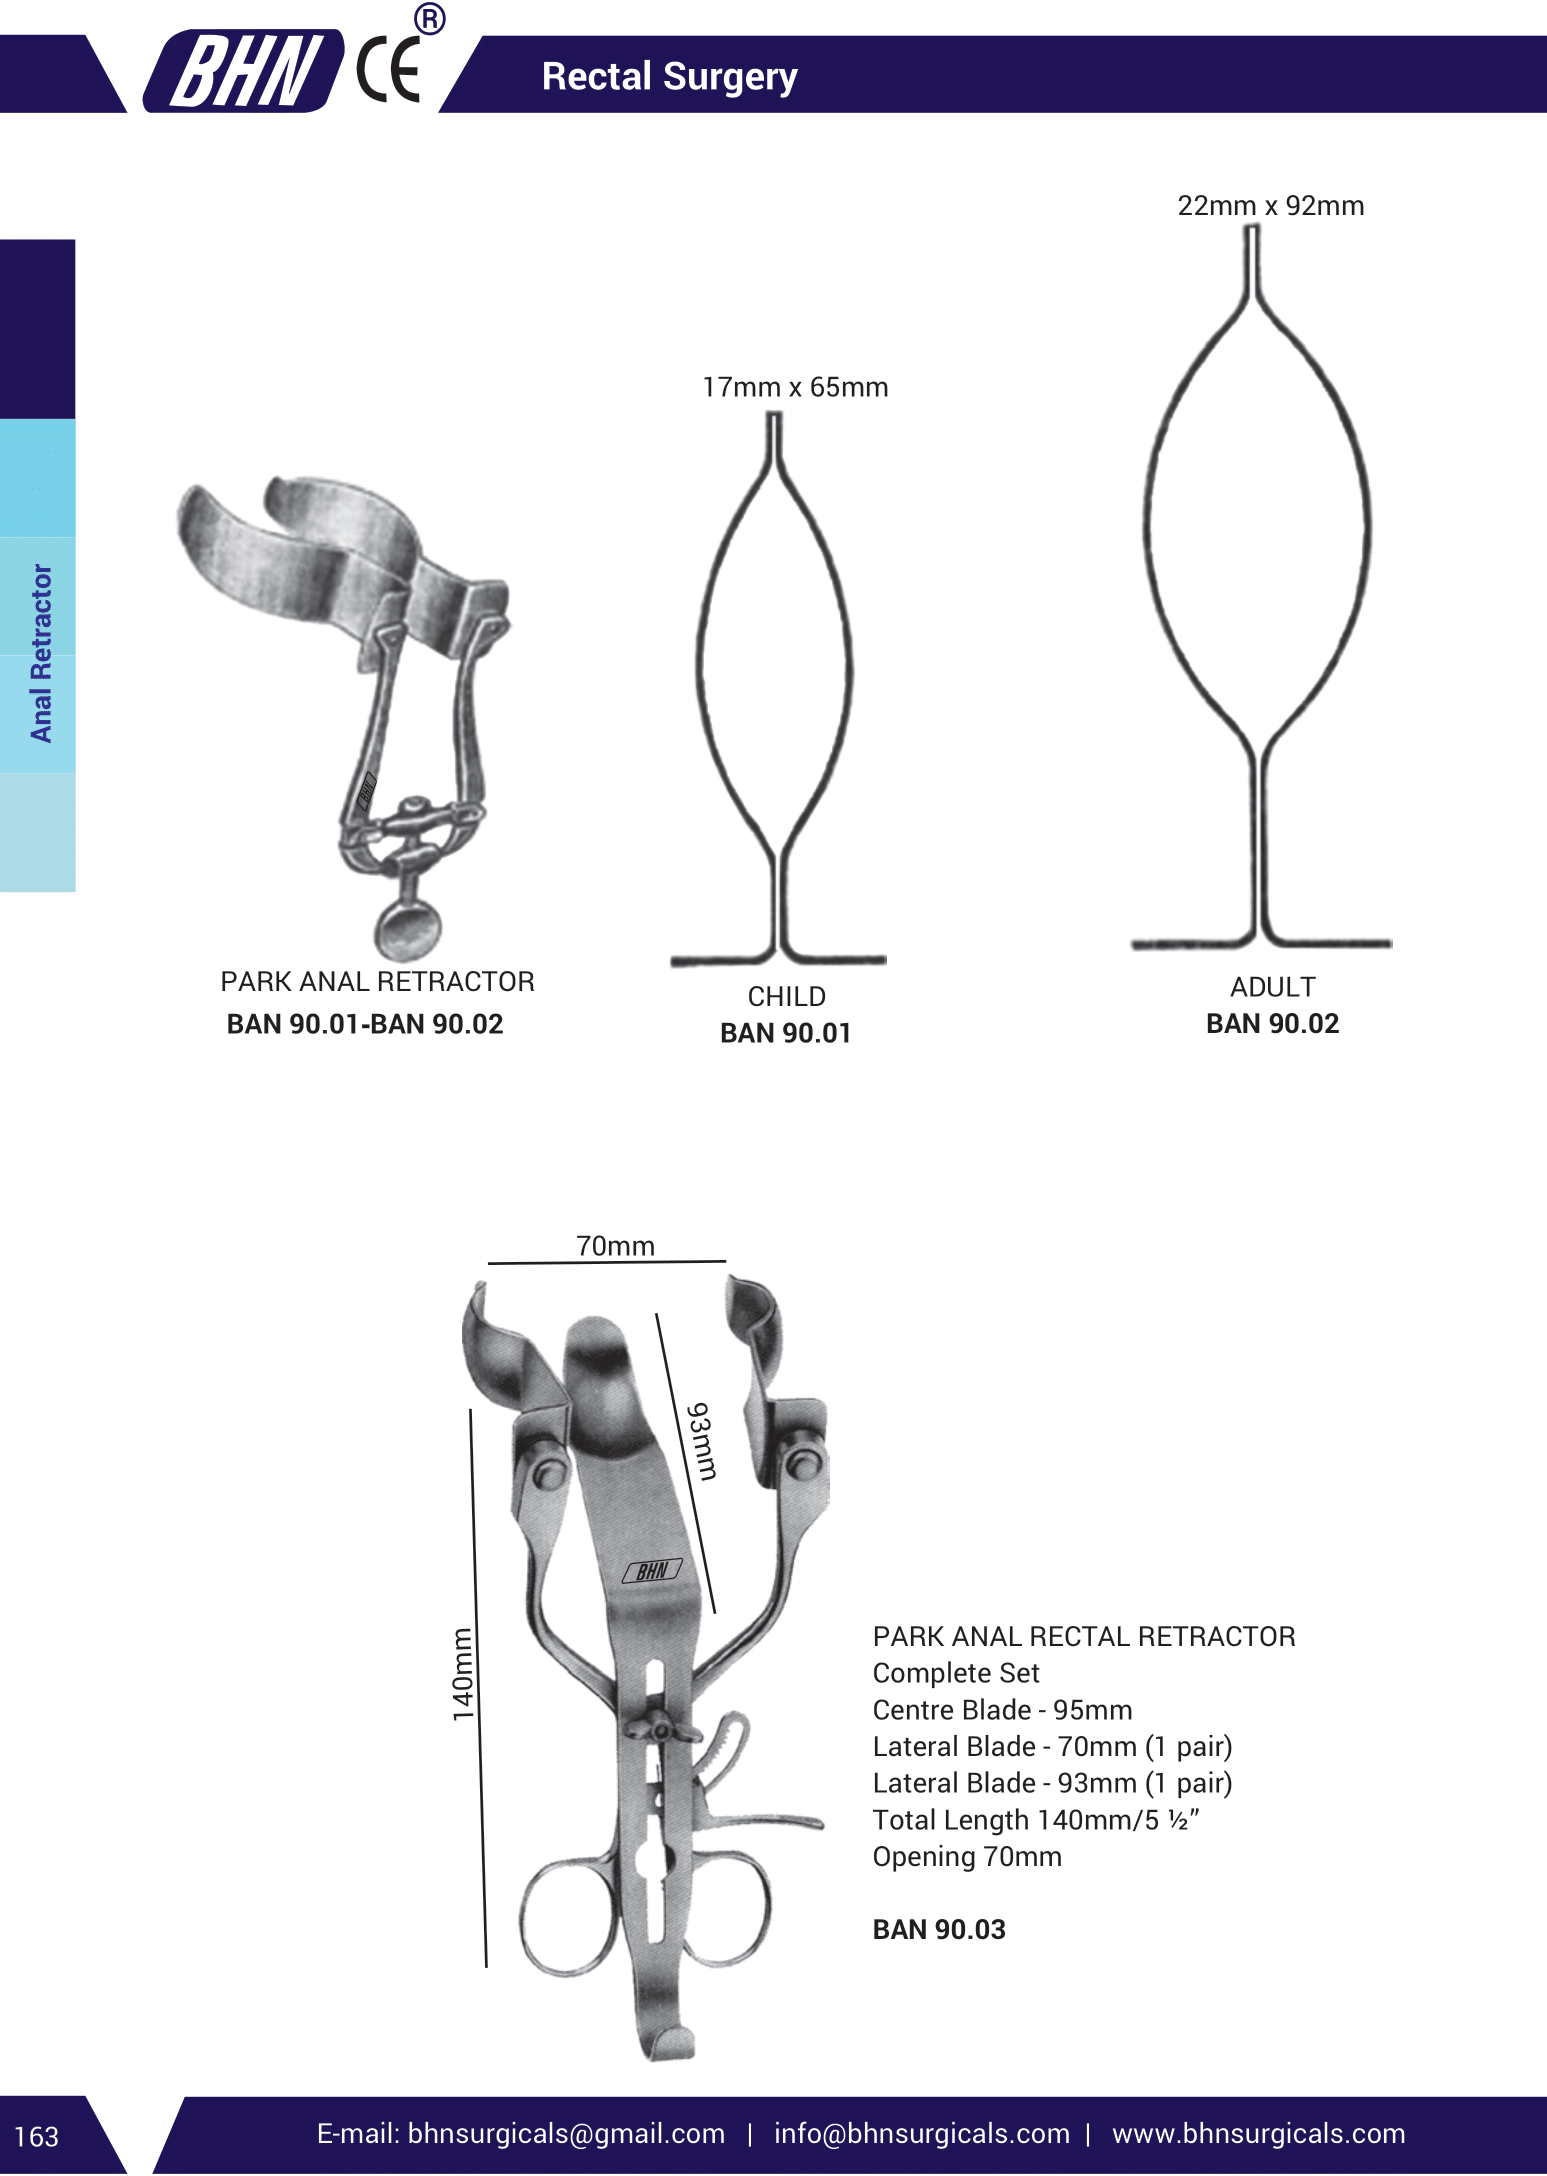 BHN CE ®
Rectal Surgery
22mm x 92mm
17mm x 65mm
Anal Retractor
BHN
PARK ANAL RETRACTOR
BAN 90.01-BAN 90.02
CHILD
BAN 90.01
ADULT
BAN 90.02
70mm
93mm
BHN
140mm
PARK ANAL RECTAL RETRACTOR
Complete Set
Centre Blade - 95mm
Lateral Blade - 70mm (1 pair)
Lateral Blade - 93mm (1 pair)
Total Length 140mm/5 ½”
Opening 70mm
BAN 90.03
163
E-mail: bhnsurgicals@gmail.com | info@bhnsurgicals.com | www.bhnsurgicals.com